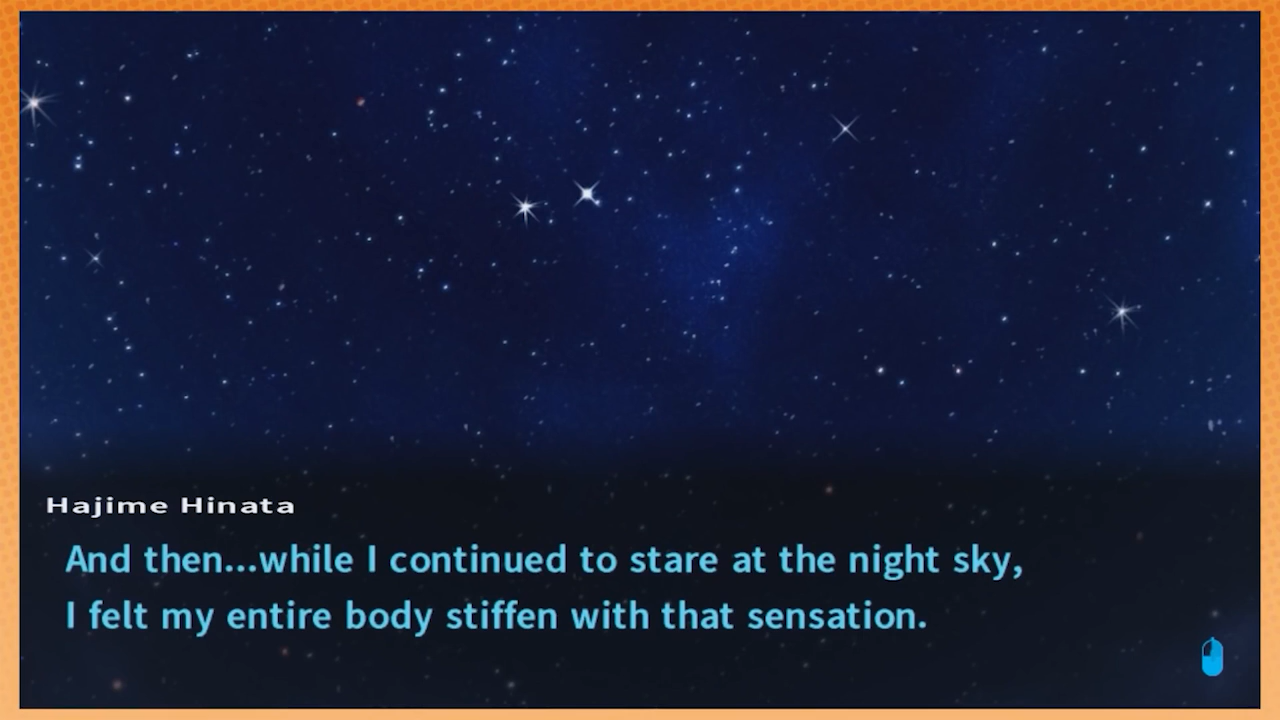 Hajime Hinata
And then...while I continued to stare at the night sky,
I felt my entire body stiffen with that sensation.